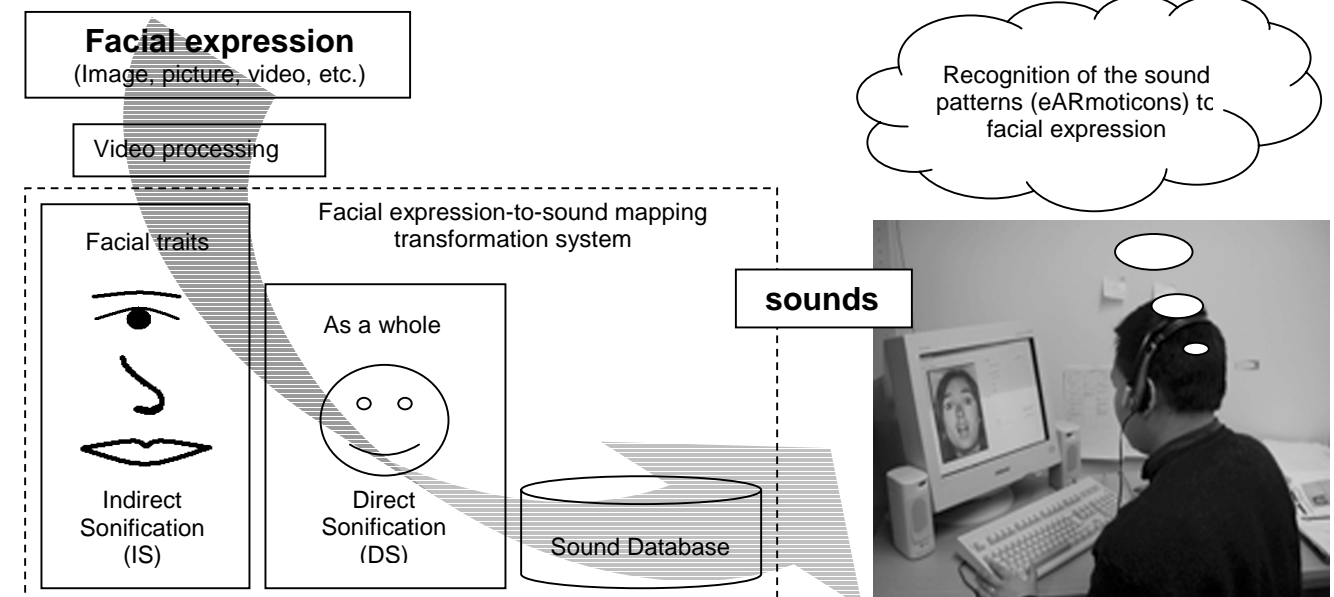 Facial expression
(Image, picture, video, etc.)
Video processing
Facial expression-to-sound mapping
transformation system
Facial traits
Indirect
Sonification
(IS)
As a whole
Direct
Sonification
(DS)
Sound Database
sounds
Recognition of the sound
patterns (eARmoticons) to
facial expression